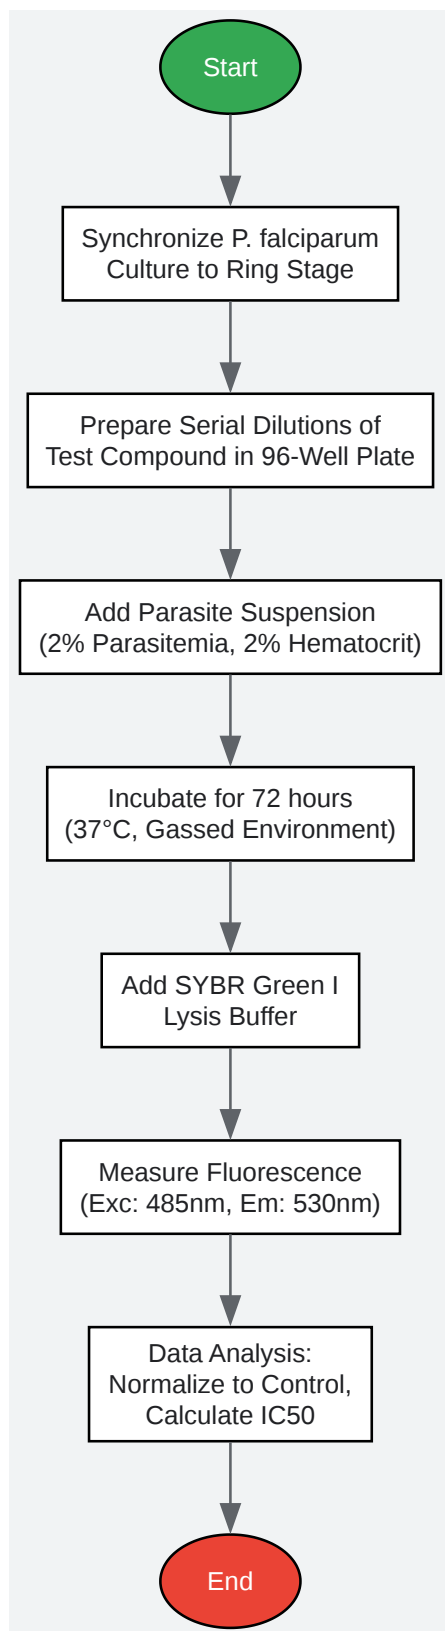 Start
Synchronize P. falciparum
Culture to Ring Stage
Prepare Serial Dilutions of
Test Compound in 96-Well Plate
Add Parasite Suspension
(2% Parasitemia, 2% Hematocrit)
Incubate for 72 hours
(37°C, Gassed Environment)
Add SYBR Green I
Lysis Buffer
Measure Fluorescence
(Exc: 485nm, Em: 530nm)
Data Analysis:
Normalize to Control,
Calculate IC50
End